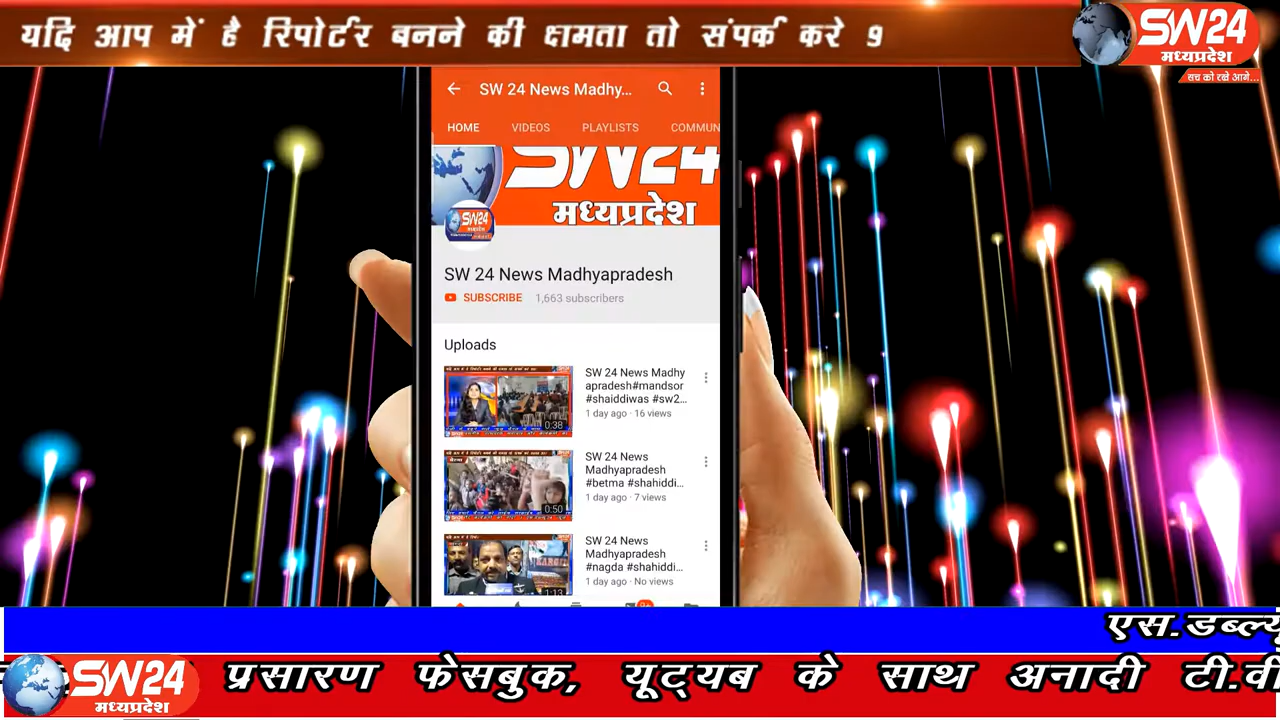 यदि आप में है रिपोर्टर बनने की क्षमता तो संपर्क करे 9
SW24
मध्यप्रदेश
सच को रखे आगे...
SW 24 News Madhy...
HOME VIDEOS PLAYLISTS COMMUN
SW24
मध्यप्रदेश
SW24
SW 24 News Madhyapradesh
SUBSCRIBE 1,663 subscribers
Uploads
SW 24 News Madhy
apradesh#mandsor
#shaiddiwas #sw2...
1 day ago · 16 views
0:38
SW 24 News
Madhyapradesh
#betma #shahiddi...
1 day ago · 7 views
0:50
SW 24 News
Madhyapradesh
#nagda #shahiddi...
1 day ago · No views
1:13
एस.डब्ल्यू
SW24
मध्यप्रदेश
प्रसारण फेसबुक, यूट्यब के साथ अनादी टी.वी